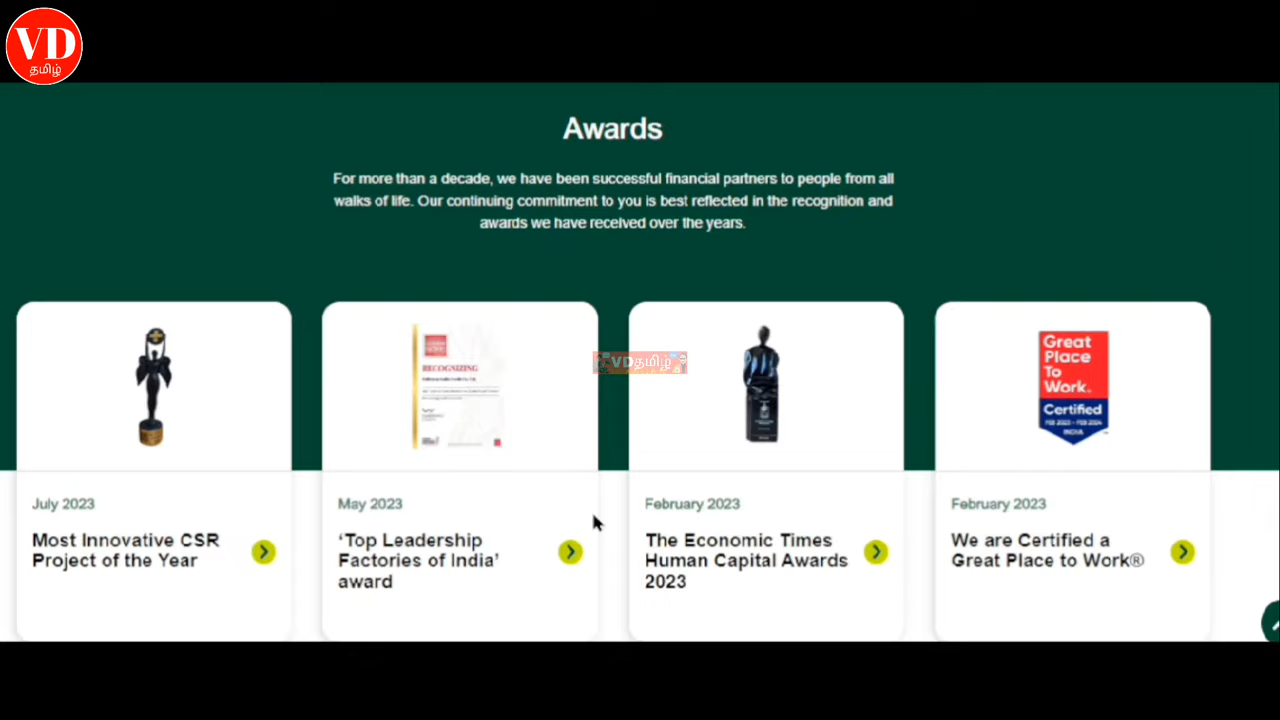 VD
தமிழ்
Awards
For more than a decade, we have been successful financial partners to people from all
walks of life. Our continuing commitment to you is best reflected in the recognition and
awards we have received over the years.
RECOGNIZING
VDதமிழ்
Great
Place
To
Work.
Certified
FEB 2023 - FEB 2024
INDIA
July 2023
Most Innovative CSR
Project of the Year
May 2023
‘Top Leadership
Factories of India’
award
February 2023
The Economic Times
Human Capital Awards
2023
February 2023
We are Certified a
Great Place to Work®